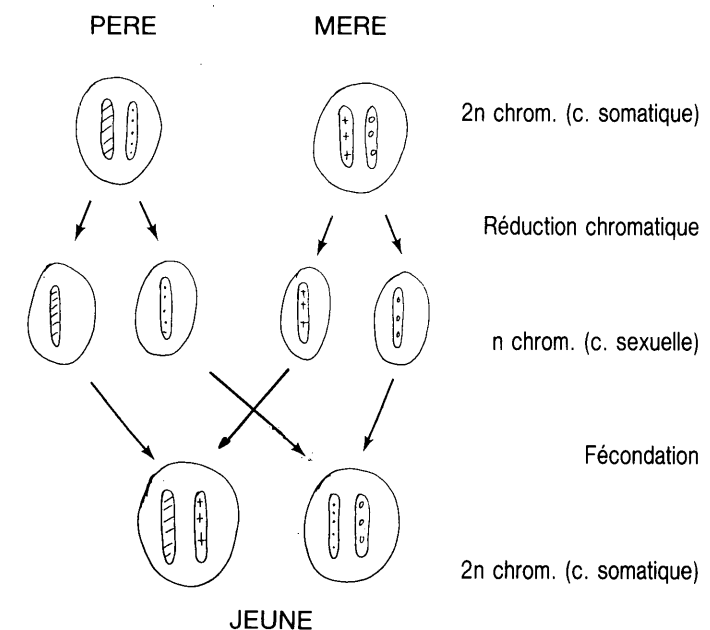 PERE
MERE
2n chrom. (c. somatique)
Réduction chromatique
n chrom. (c. sexuelle)
Fécondation
2n chrom. (c. somatique)
JEUNE